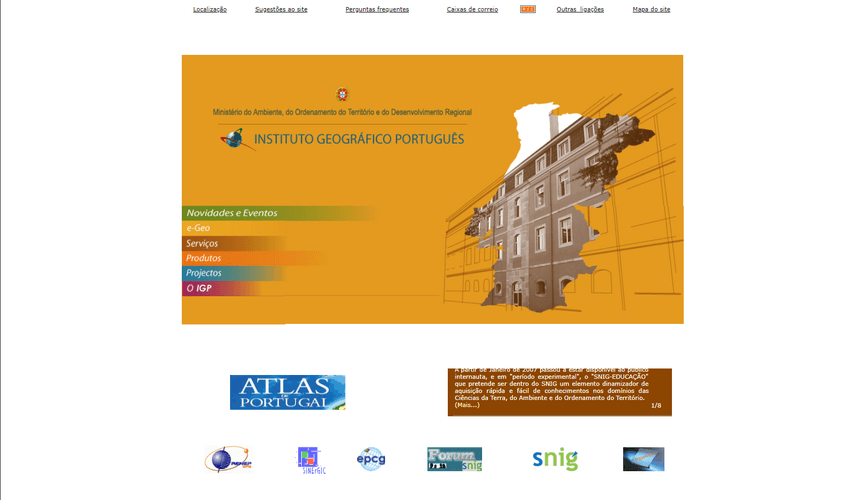 Localização Sugestões ao site Perguntas frequentes Caixas de correio Outras ligações Mapa do site
Ministério do Ambiente, do Ordenamento do Território e do Desenvolvimento Regional
INSTITUTO GEOGRÁFICO PORTUGUÊS
Novidades e Eventos
e-Geo
Serviços
Produtos
Projectos
O IGP
ATLAS
DE
PORTUGAL
A partir de Janeiro de 2007 passou a estar disponível ao público
internauta, e em "período experimental", o "SNIG-EDUCAÇÃO"
que pretende ser dentro do SNIG um elemento dinamizador de
aquisição rápida e fácil de conhecimentos nos domínios das
Ciências da Terra, do Ambiente e do Ordenamento do Território.
(Mais...)
1/8
SINErGIC
epcg
Forum
snig
snig